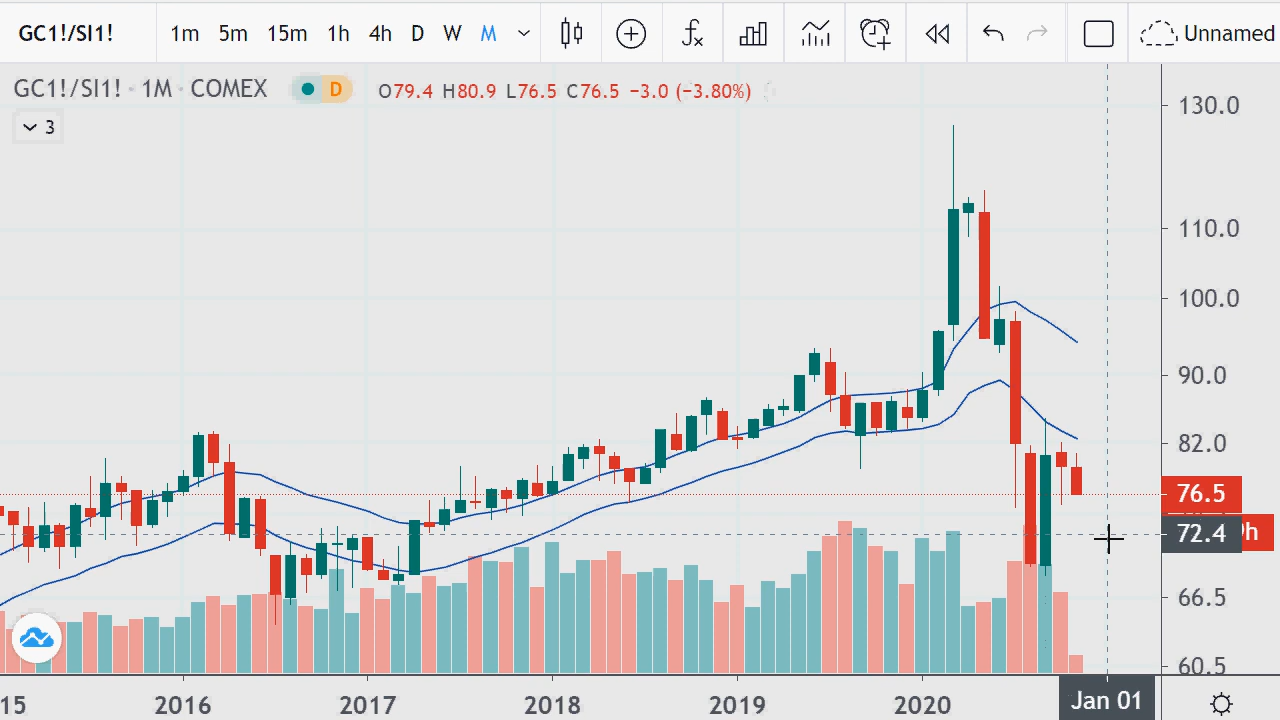 GC1!/SI1! 1m 5m 15m 1h 4h D W M Unnamed
GC1!/SI1! · 1M · COMEX D O79.4 H80.9 L76.5 C76.5 −3.0 (−3.80%)
3
130.0
110.0
100.0
90.0
82.0
76.5
72.4 h
66.5
60.5
15 2016 2017 2018 2019 2020 Jan 01